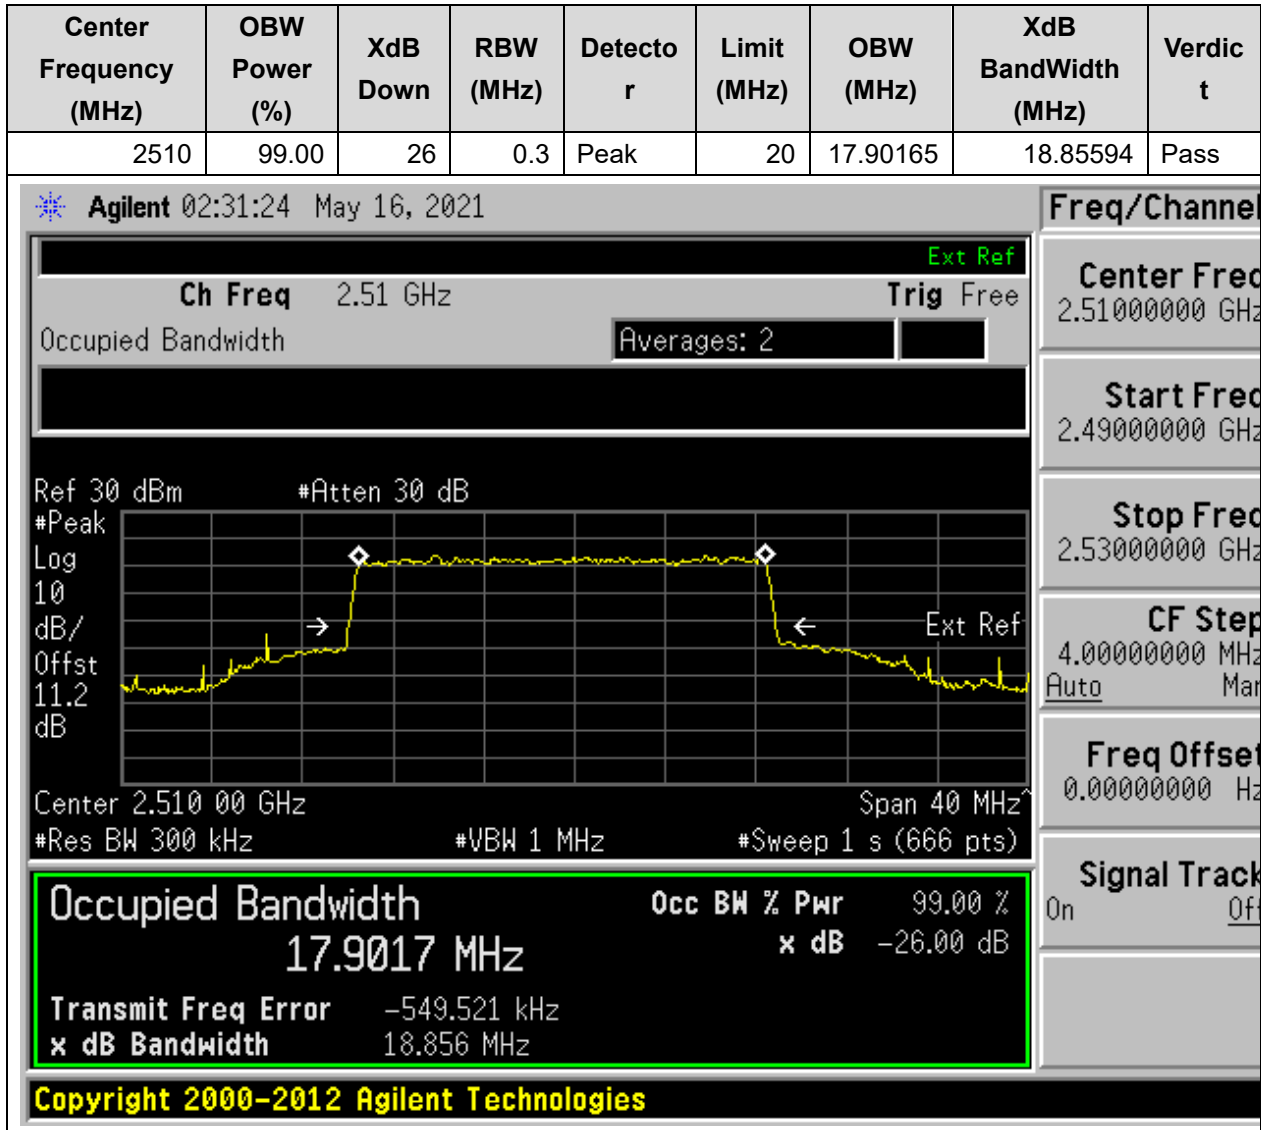 Center Frequency (MHz) OBW Power (%) XdB Down RBW (MHz) Detector Limit (MHz) OBW (MHz) XdB BandWidth (MHz) Verdict
2510 99.00 26 0.3 Peak 20 17.90165 18.85594 Pass
Agilent 02:31:24 May 16, 2021 Freq/Channel
Ext Ref
Ch Freq 2.51 GHz Trig Free
Occupied Bandwidth Averages: 2
Center Freq
2.51000000 GHz
Start Freq
2.49000000 GHz
Stop Freq
2.53000000 GHz
CF Step
4.00000000 MHz
Auto Man
Freq Offset
0.00000000 Hz
Signal Track
On Off
Ref 30 dBm #Atten 30 dB
#Peak
Log
10
dB/
Offst
11.2
dB
Ext Ref
Center 2.510 00 GHz Span 40 MHz^
#Res BW 300 kHz #VBW 1 MHz #Sweep 1 s (666 pts)
Occupied Bandwidth Occ BW % Pwr 99.00 %
17.9017 MHz x dB -26.00 dB
Transmit Freq Error -549.521 kHz
x dB Bandwidth 18.856 MHz
Copyright 2000-2012 Agilent Technologies